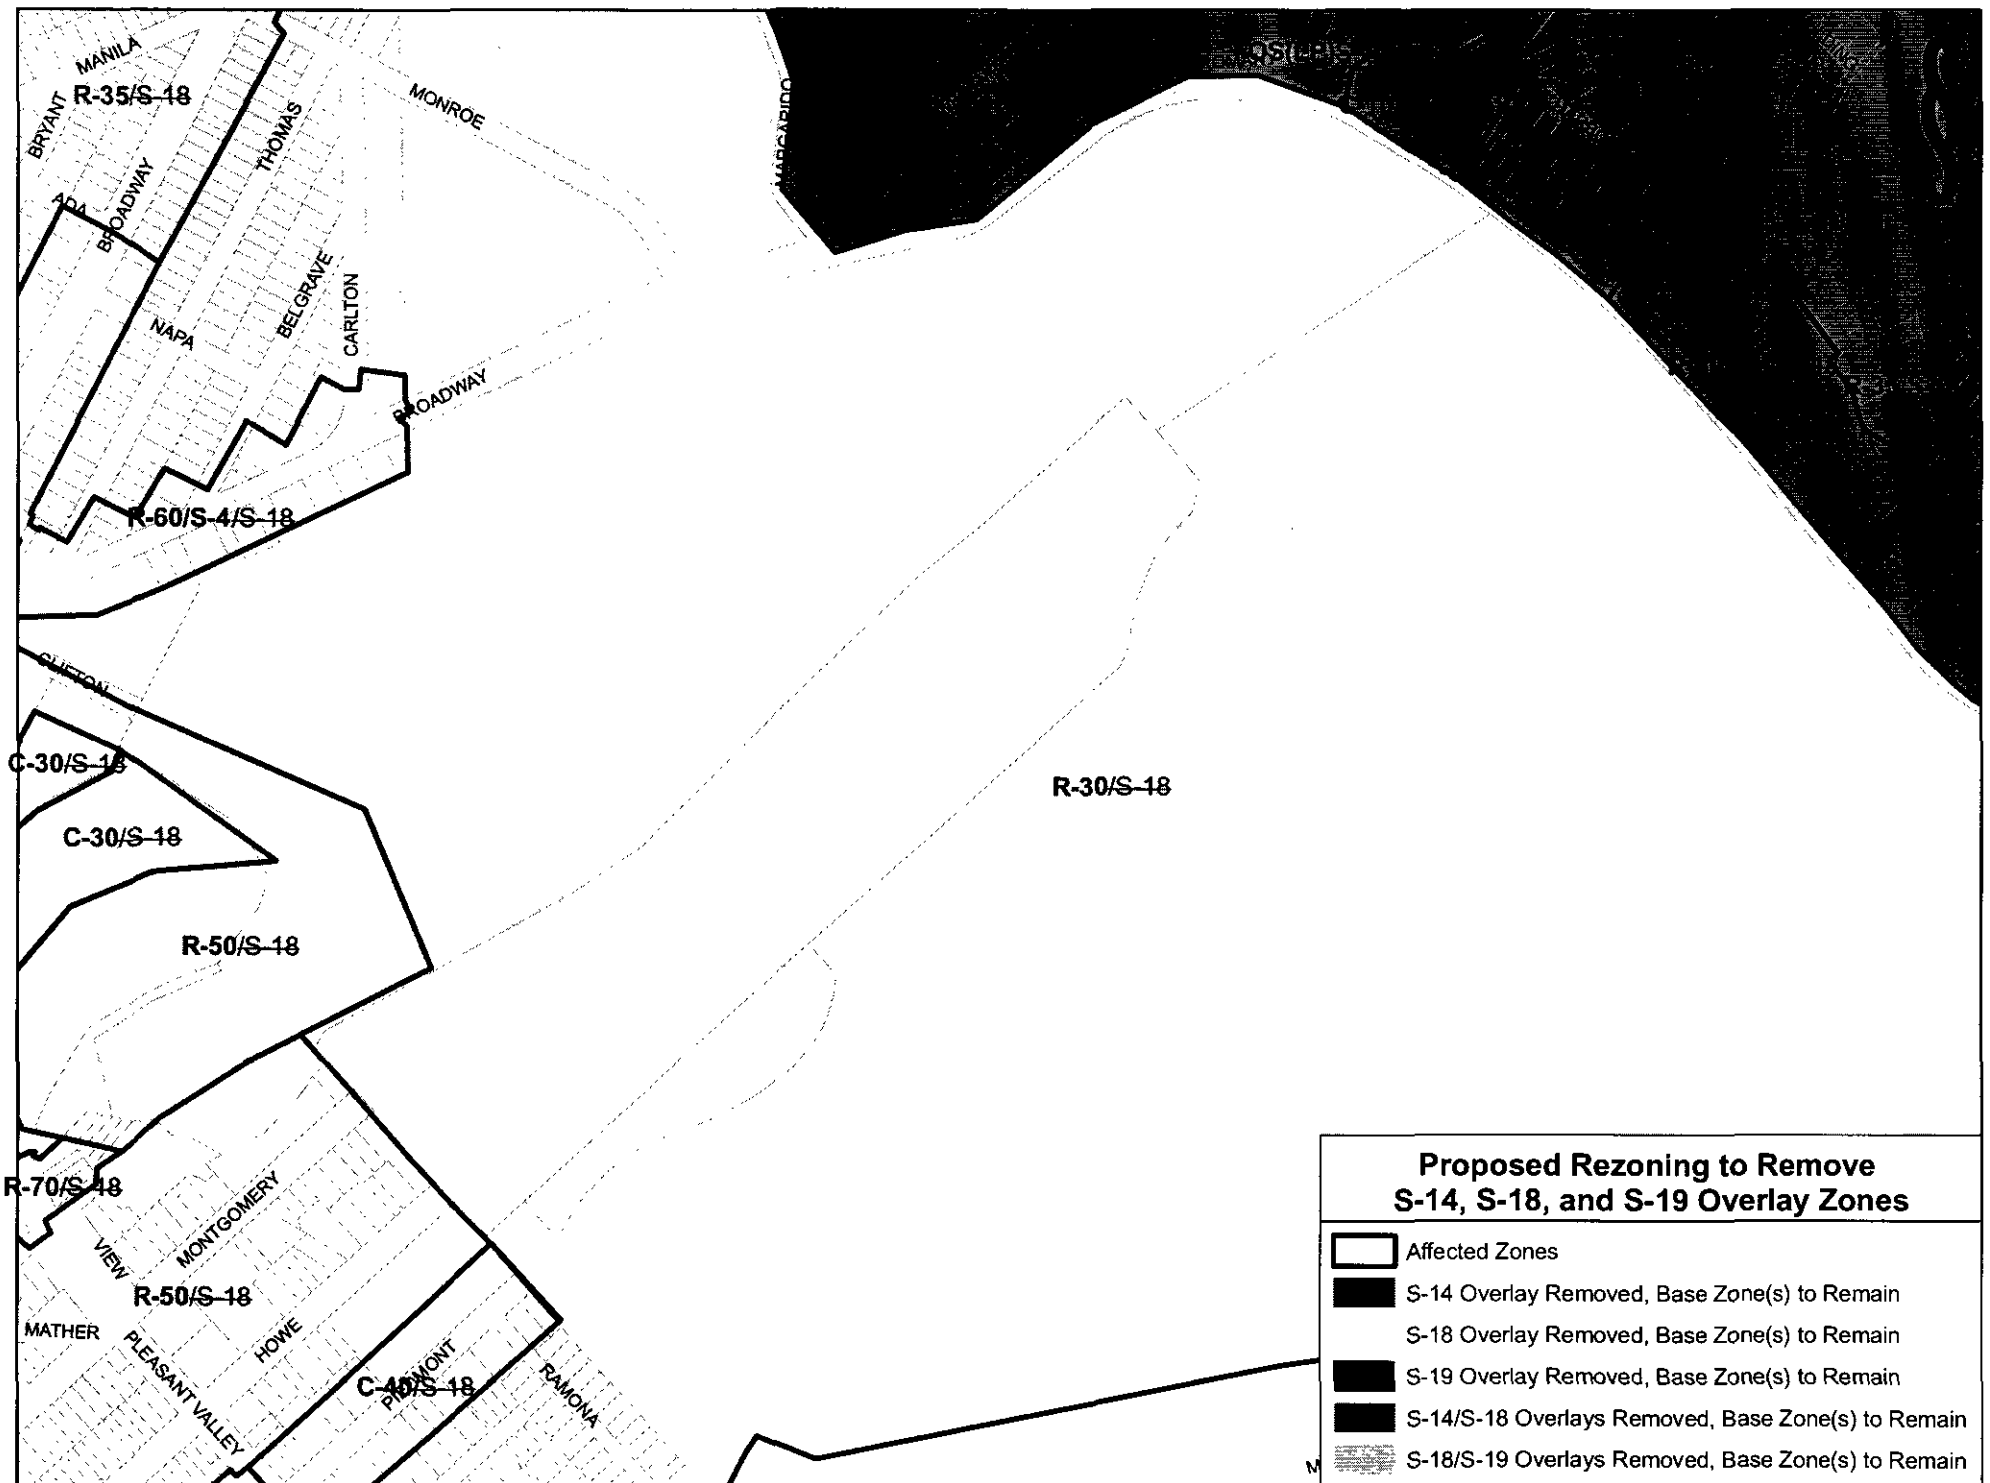 MANILA
R-35/S-18
BRYANT
THOMAS
MONROE
BROADWAY
ADA
NAPA
BELGRAVE
CARLTON
BROADWAY
R-60/S-4/S-18
CLIFTON
C-30/S-18
C-30/S-18
R-50/S-18
R-30/S-18
R-70/S-18
VIEW
MONTGOMERY
R-50/S-18
MATHER
PLEASANT VALLEY
HOWE
C-40/S-18
PIEDMONT
RAMONA
Proposed Rezoning to Remove
S-14, S-18, and S-19 Overlay Zones
Affected Zones
S-14 Overlay Removed, Base Zone(s) to Remain
S-18 Overlay Removed, Base Zone(s) to Remain
S-19 Overlay Removed, Base Zone(s) to Remain
S-14/S-18 Overlays Removed, Base Zone(s) to Remain
S-18/S-19 Overlays Removed, Base Zone(s) to Remain